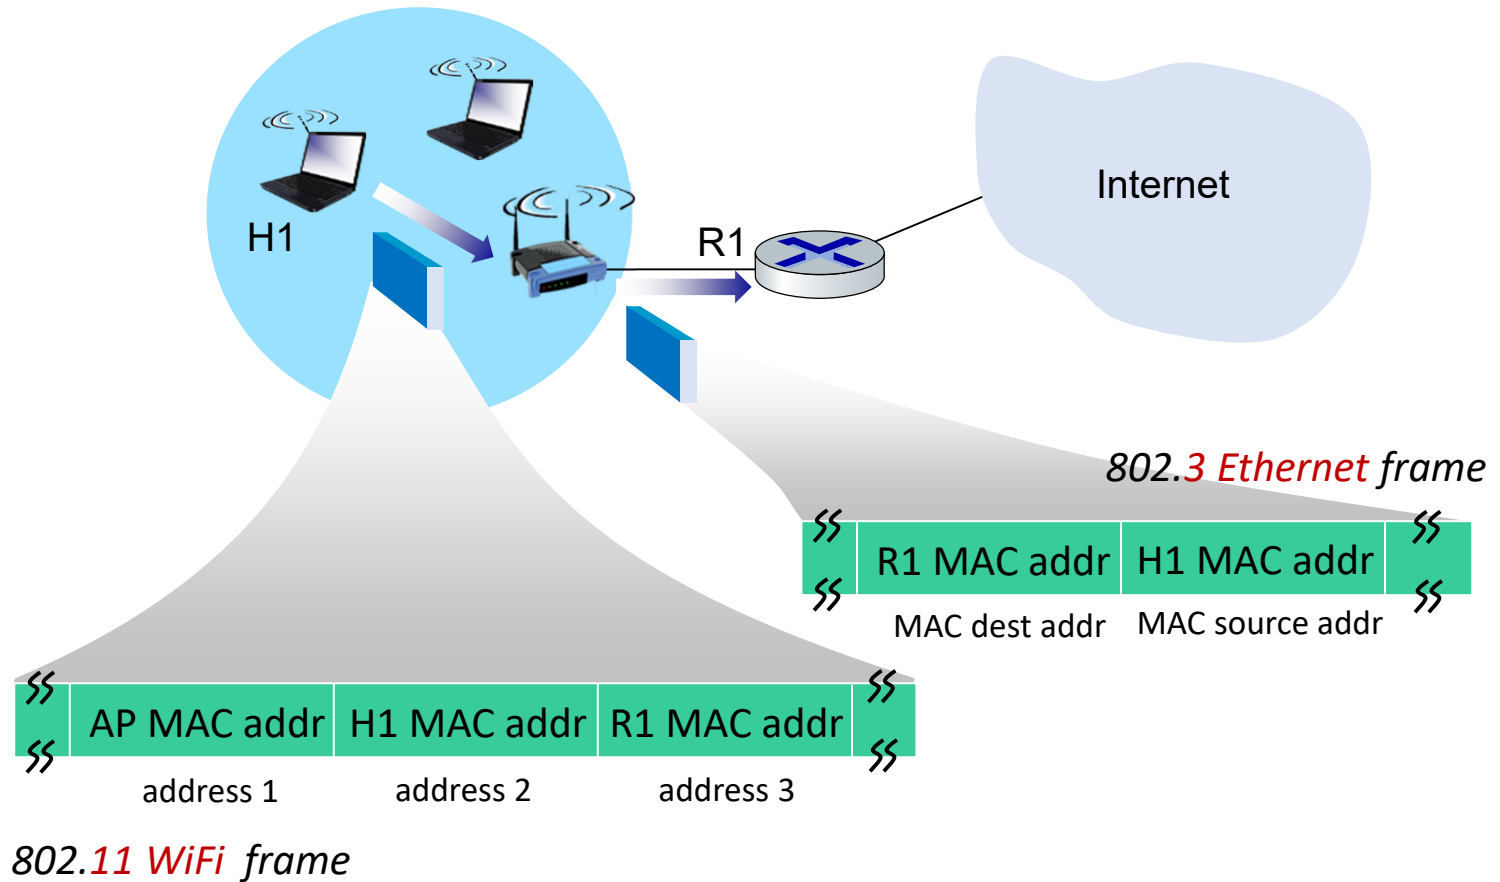 H1
R1
Internet
802.3 Ethernet frame
R1 MAC addr
H1 MAC addr
MAC dest addr
MAC source addr
AP MAC addr
H1 MAC addr
R1 MAC addr
address 1
address 2
address 3
802.11 WiFi frame